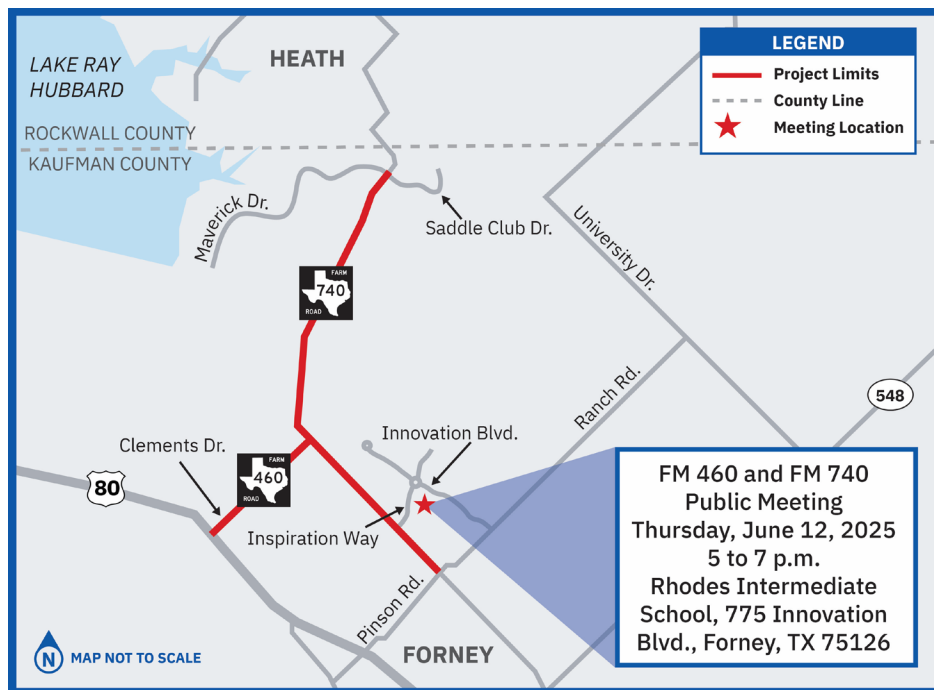 LAKE RAY
HUBBARD
HEATH
ROCKWALL COUNTY
KAUFMAN COUNTY
LEGEND
Project Limits
County Line
Meeting Location
Maverick Dr.
Saddle Club Dr.
University Dr.
FARM
740
ROAD
Ranch Rd.
548
Clements Dr.
Innovation Blvd.
FARM
460
ROAD
80
Inspiration Way
Pinson Rd.
FORNEY
FM 460 and FM 740
Public Meeting
Thursday, June 12, 2025
5 to 7 p.m.
Rhodes Intermediate
School, 775 Innovation
Blvd., Forney, TX 75126
N
MAP NOT TO SCALE